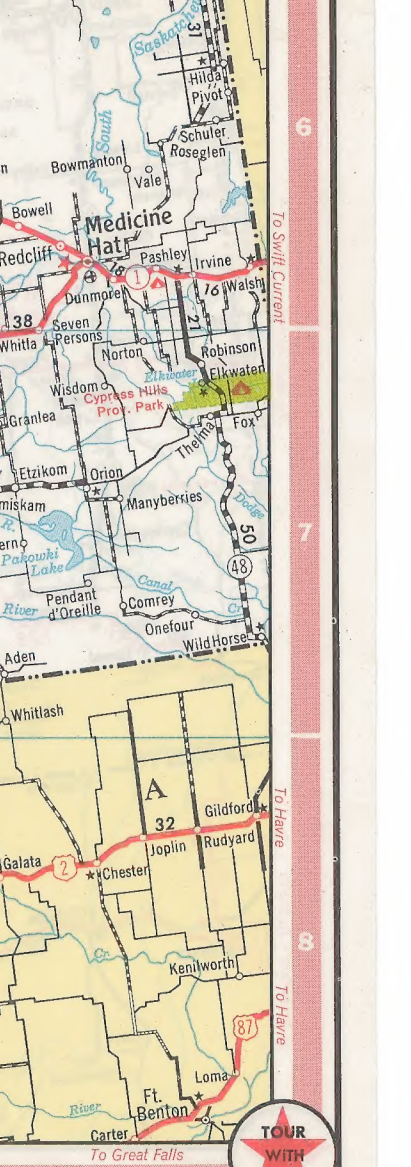 Saskatchewan
31
Hilda
Pivot
6
South
Schuler
Roseglen
Bowmanton
Vale
Bowell
Medicine
Hat
To Swift Current
Redcliff
Pashley
Irvine
18
1
16
Walsh
Dunmore
38
Seven
Persons
21
Whitla
Norton
Robinson
Elkwater
Elkwater
Wisdom
Cypress Hills
Prov. Park
Granlea
Thelma
Fox
Etzikom
Orion
Manyberries
miskam
Dodge
R.
50
7
Pakowki
Lake
48
Canal
Pendant
d'Oreille
River
Comrey
Cr
Onefour
Wild Horse
Aden
Whitlash
A
32
Gildford
To Havre
Joplin
Rudyard
Galata
2
Chester
8
Cr.
Kenilworth
To Havre
87
Loma
Ft.
Benton
River
Carter
TOUR
WITH
To Great Falls